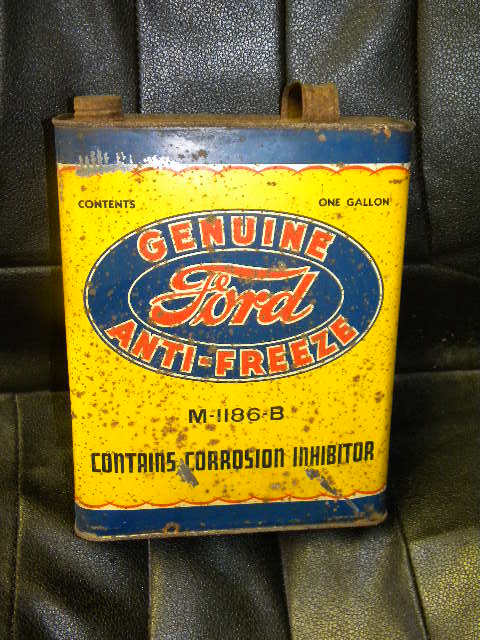 CONTENTS ONE GALLON
GENUINE
Ford
ANTI-FREEZE
M-1186-B
CONTAINS CORROSION INHIBITOR